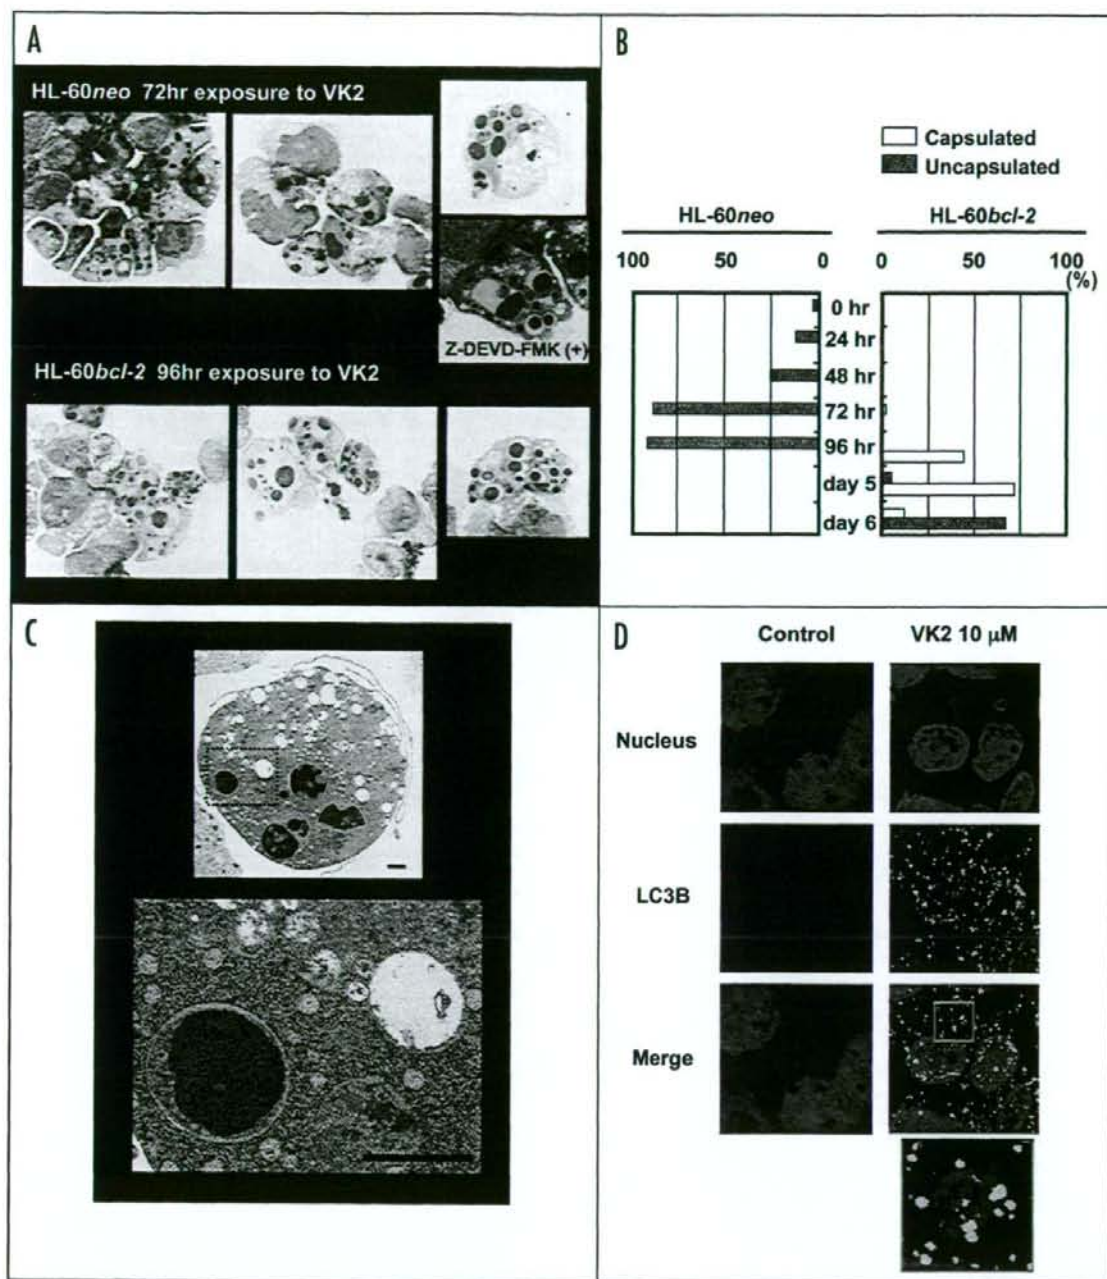 A
HL-60neo 72hr exposure to VK2
Z-DEVD-FMK (+)
HL-60bcl-2 96hr exposure to VK2
B
Capsulated
Uncapsulated
HL-60neo
HL-60bcl-2
100 50 0
0 50 100
(%)
0 hr
24 hr
48 hr
72 hr
96 hr
day 5
day 6
C
D
Control
VK2 10 μM
Nucleus
LC3B
Merge